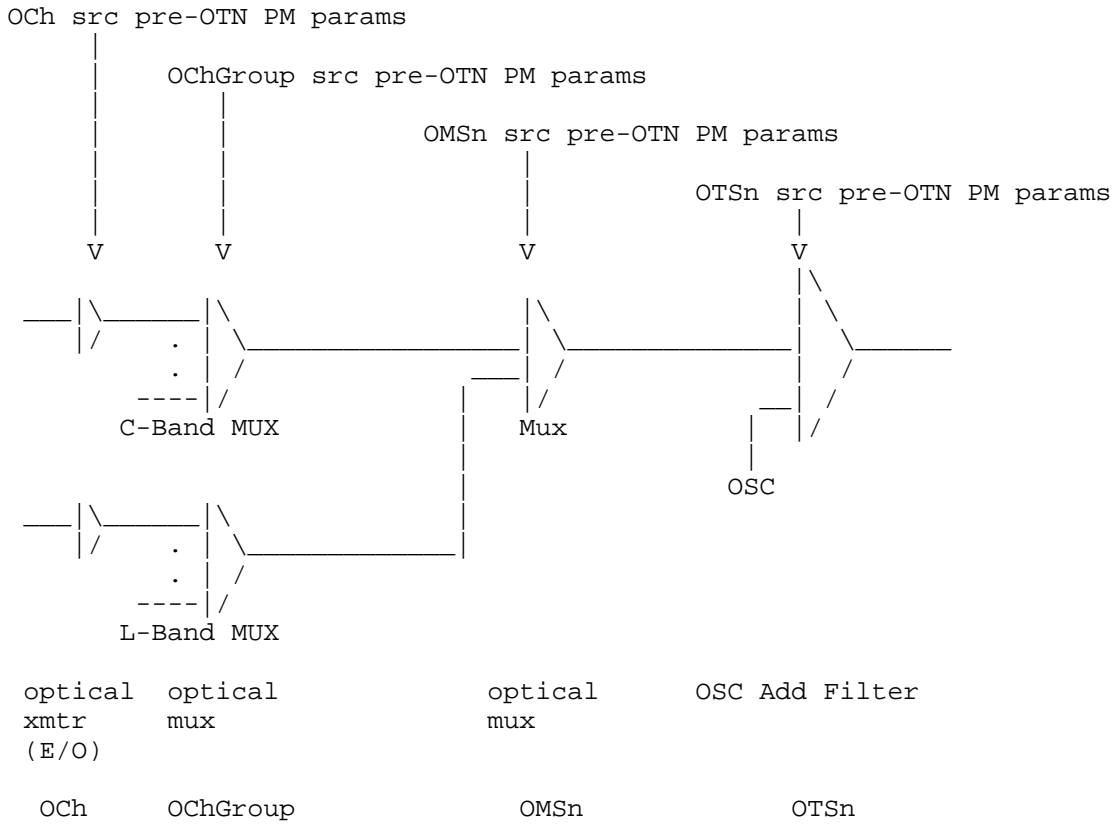 OCh src pre-OTN PM params
OChGroup src pre-OTN PM params
OMSn src pre-OTN PM params
OTSn src pre-OTN PM params
V V V V
C-Band MUX Mux
OSC
L-Band MUX
optical optical optical OSC Add Filter
xmtr mux mux
(E/O)
OCh OChGroup OMSn OTSn